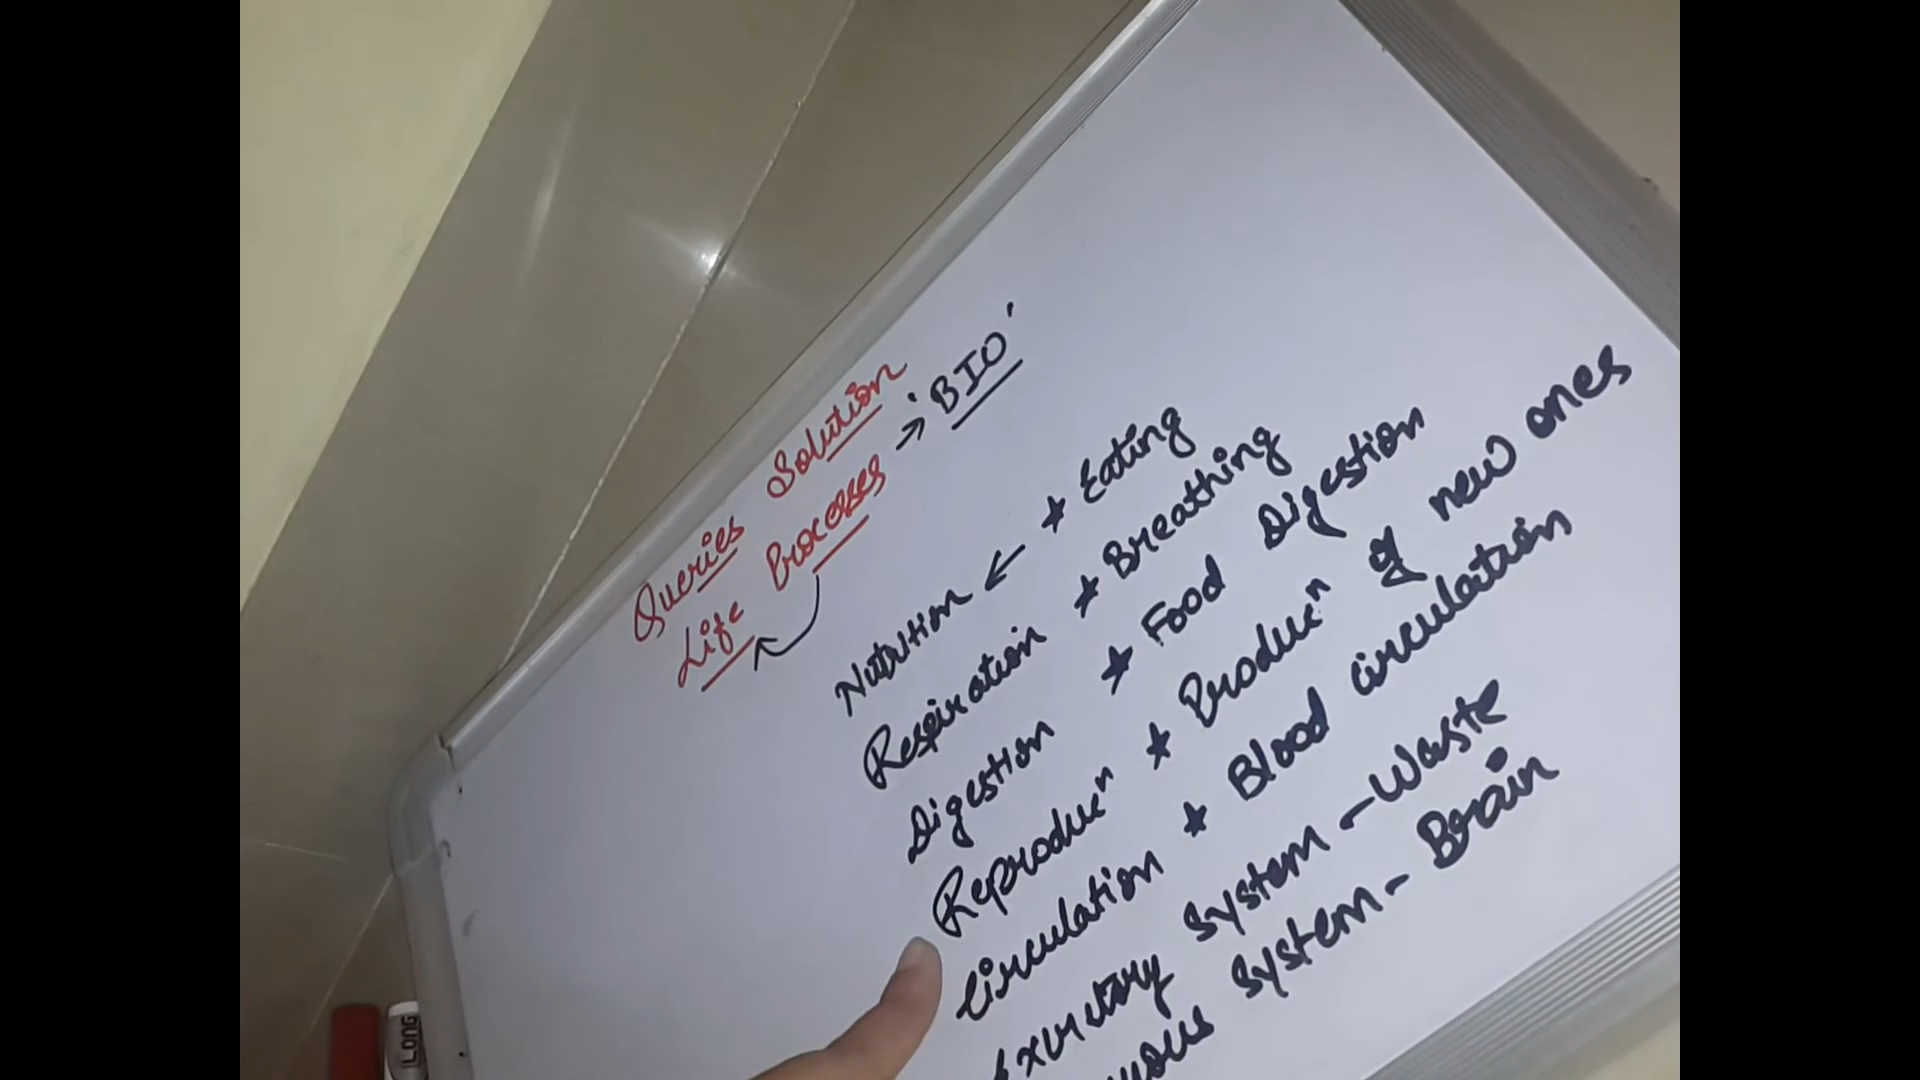 Queries Solution
Life Processes → 'BIO'
Nutrition ← * Eating
Respiration * Breathing
Digestion * Food Digestion
Reproducⁿ * Producⁿ of new ones
Circulation * Blood circulation
Excretory System - Waste
System - Brain
LONG